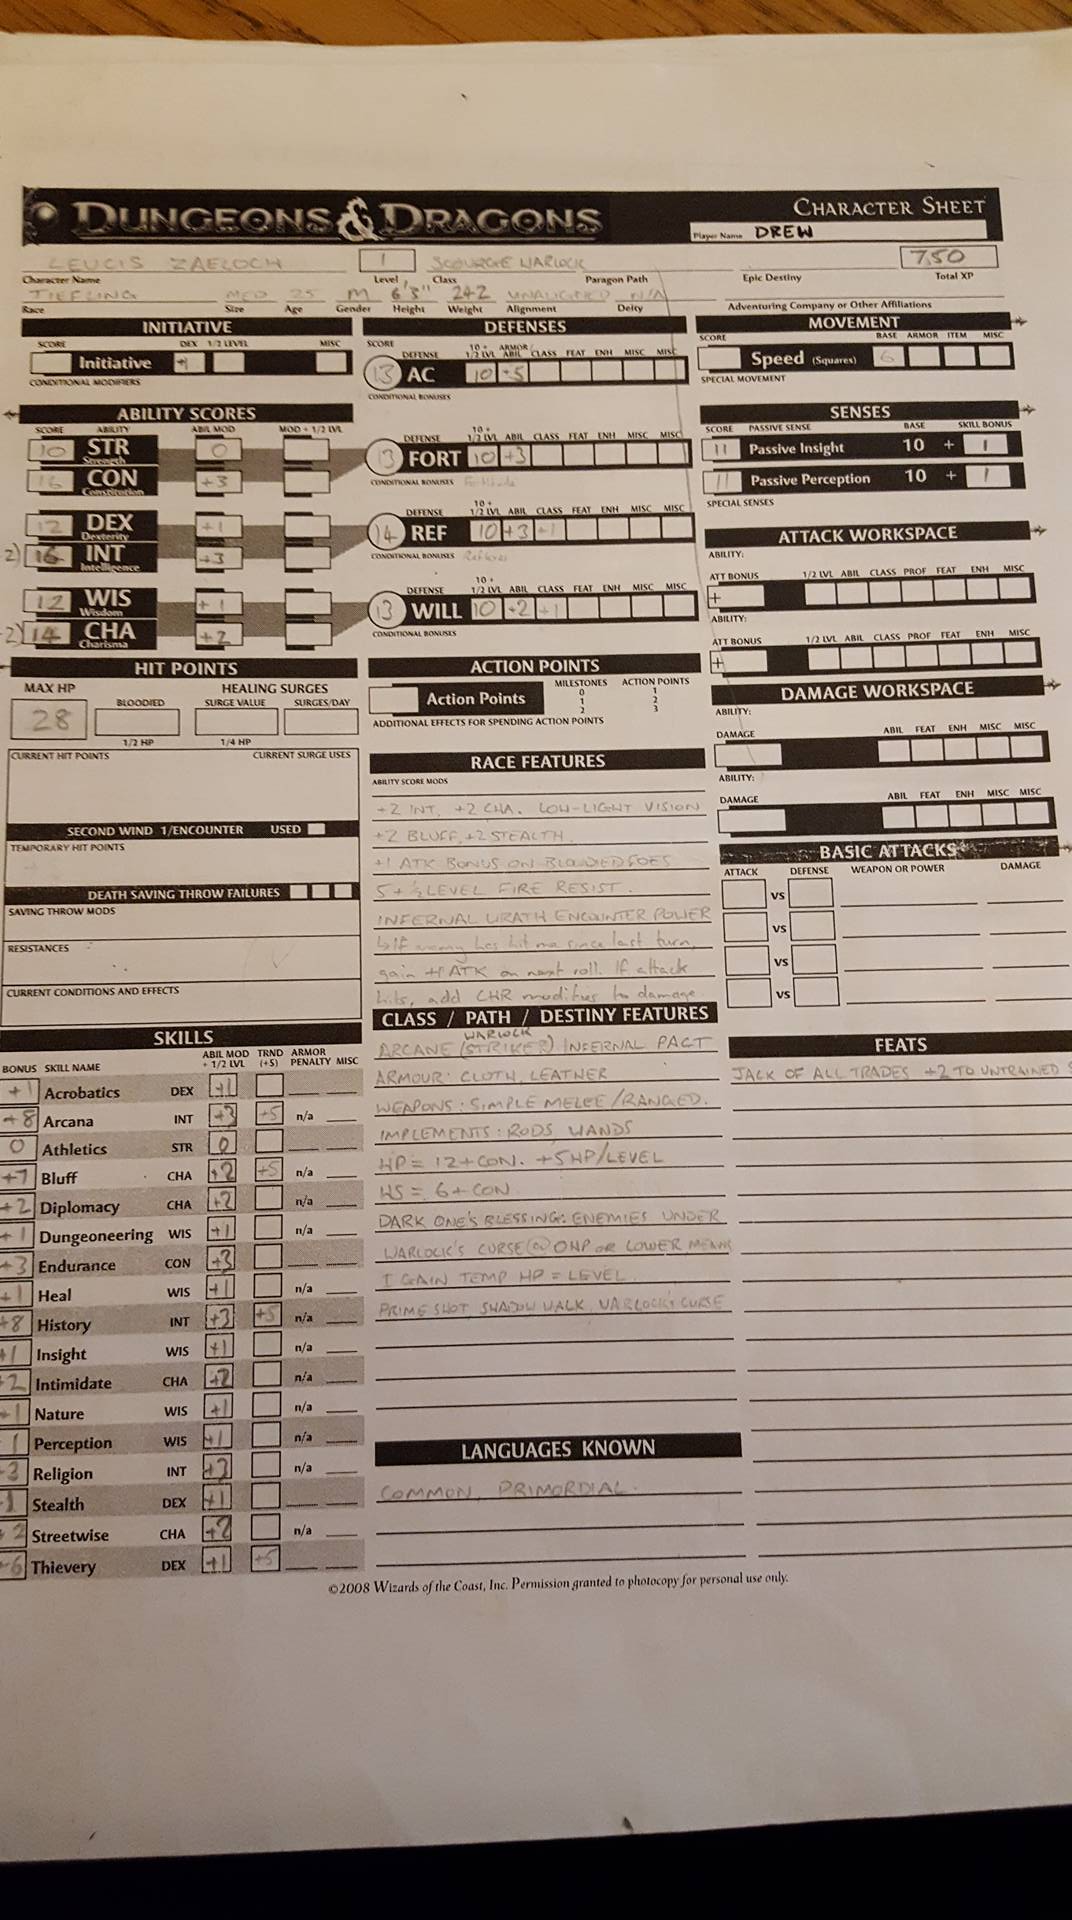 DUNGEONS & DRAGONS
CHARACTER SHEET
Player Name DREW
LEUCIS ZAELOCH 1 SCOURGE WARLOCK 750
Character Name Level Class Paragon Path Epic Destiny Total XP
TIEFLING MED 25 M 6'3" 242 UNALIGNED N/A
Race Size Age Gender Height Weight Alignment Deity Adventuring Company or Other Affiliations
INITIATIVE
SCORE DEX 1/2 LEVEL MISC
Initiative +1
CONDITIONAL MODIFIERS
ABILITY SCORES
SCORE ABILITY ABIL MOD MOD + 1/2 LVL
10 STR Strength 0
16 CON Constitution +3
12 DEX Dexterity +1
2) 16 INT Intelligence +3
12 WIS Wisdom +1
2) 14 CHA Charisma +2
HIT POINTS
MAX HP HEALING SURGES
28 BLOODIED SURGE VALUE SURGES/DAY
1/2 HP 1/4 HP
CURRENT HIT POINTS CURRENT SURGE USES
SECOND WIND 1/ENCOUNTER USED
TEMPORARY HIT POINTS
DEATH SAVING THROW FAILURES
SAVING THROW MODS
RESISTANCES
CURRENT CONDITIONS AND EFFECTS
SKILLS
BONUS SKILL NAME ABIL MOD + 1/2 LVL TRND (+5) ARMOR PENALTY MISC
+1 Acrobatics DEX +1
+8 Arcana INT +3 +5 n/a
0 Athletics STR 0
+7 Bluff CHA +2 +5 n/a
+2 Diplomacy CHA +2 n/a
+1 Dungeoneering WIS +1 n/a
+3 Endurance CON +3
+1 Heal WIS +1 n/a
+8 History INT +3 +5 n/a
+1 Insight WIS +1 n/a
+2 Intimidate CHA +2 n/a
+1 Nature WIS +1 n/a
1 Perception WIS +1 n/a
3 Religion INT +3 n/a
1 Stealth DEX +1
+2 Streetwise CHA +2 n/a
+6 Thievery DEX +1 +5
DEFENSES
SCORE DEFENSE 10 + 1/2 LVL ARMOR/ ABIL CLASS FEAT ENH MISC MISC
13 AC 10 +5
CONDITIONAL BONUSES
DEFENSE 10 + 1/2 LVL ABIL CLASS FEAT ENH MISC MISC
13 FORT 10 +3
CONDITIONAL BONUSES Fortitude
DEFENSE 10 + 1/2 LVL ABIL CLASS FEAT ENH MISC MISC
14 REF 10 +3 +1
CONDITIONAL BONUSES Reflexes
DEFENSE 10 + 1/2 LVL ABIL CLASS FEAT ENH MISC MISC
13 WILL 10 +2 +1
CONDITIONAL BONUSES
ACTION POINTS
Action Points
MILESTONES ACTION POINTS
0 1
1 2
2 3
ADDITIONAL EFFECTS FOR SPENDING ACTION POINTS
RACE FEATURES
ABILITY SCORE MODS
+2 INT, +2 CHA. LOW-LIGHT VISION
+2 BLUFF, +2 STEALTH.
+1 ATK BONUS ON BLOODIED FOES
5 + ½ LEVEL FIRE RESIST.
INFERNAL WRATH ENCOUNTER POWER
↳If enemy has hit me since last turn,
gain +1 ATK on next roll. If attack
hits, add CHR modifier to damage
CLASS / PATH / DESTINY FEATURES
WARLOCK
ARCANE (STRIKER) INFERNAL PACT
ARMOUR: CLOTH, LEATHER
WEAPONS: SIMPLE MELEE/RANGED.
IMPLEMENTS: RODS, WANDS
HP = 12 + CON. +5HP/LEVEL
HS = 6 + CON
DARK ONE'S BLESSING: ENEMIES UNDER
WARLOCK'S CURSE @ 0HP OR LOWER MEANS
I GAIN TEMP HP = LEVEL.
PRIME SHOT, SHADOW WALK, WARLOCK'S CURSE
LANGUAGES KNOWN
COMMON, PRIMORDIAL.
MOVEMENT
SCORE BASE ARMOR ITEM MISC
Speed (Squares) 6
SPECIAL MOVEMENT
SENSES
SCORE PASSIVE SENSE BASE SKILL BONUS
11 Passive Insight 10 + 1
11 Passive Perception 10 + 1
SPECIAL SENSES
ATTACK WORKSPACE
ABILITY:
ATT BONUS 1/2 LVL ABIL CLASS PROF FEAT ENH MISC
+
ABILITY:
ATT BONUS 1/2 LVL ABIL CLASS PROF FEAT ENH MISC
+
DAMAGE WORKSPACE
ABILITY:
DAMAGE ABIL FEAT ENH MISC MISC
ABILITY:
DAMAGE ABIL FEAT ENH MISC MISC
BASIC ATTACKS
ATTACK DEFENSE WEAPON OR POWER DAMAGE
VS
VS
VS
VS
FEATS
JACK OF ALL TRADES +2 TO UNTRAINED
©2008 Wizards of the Coast, Inc. Permission granted to photocopy for personal use only.